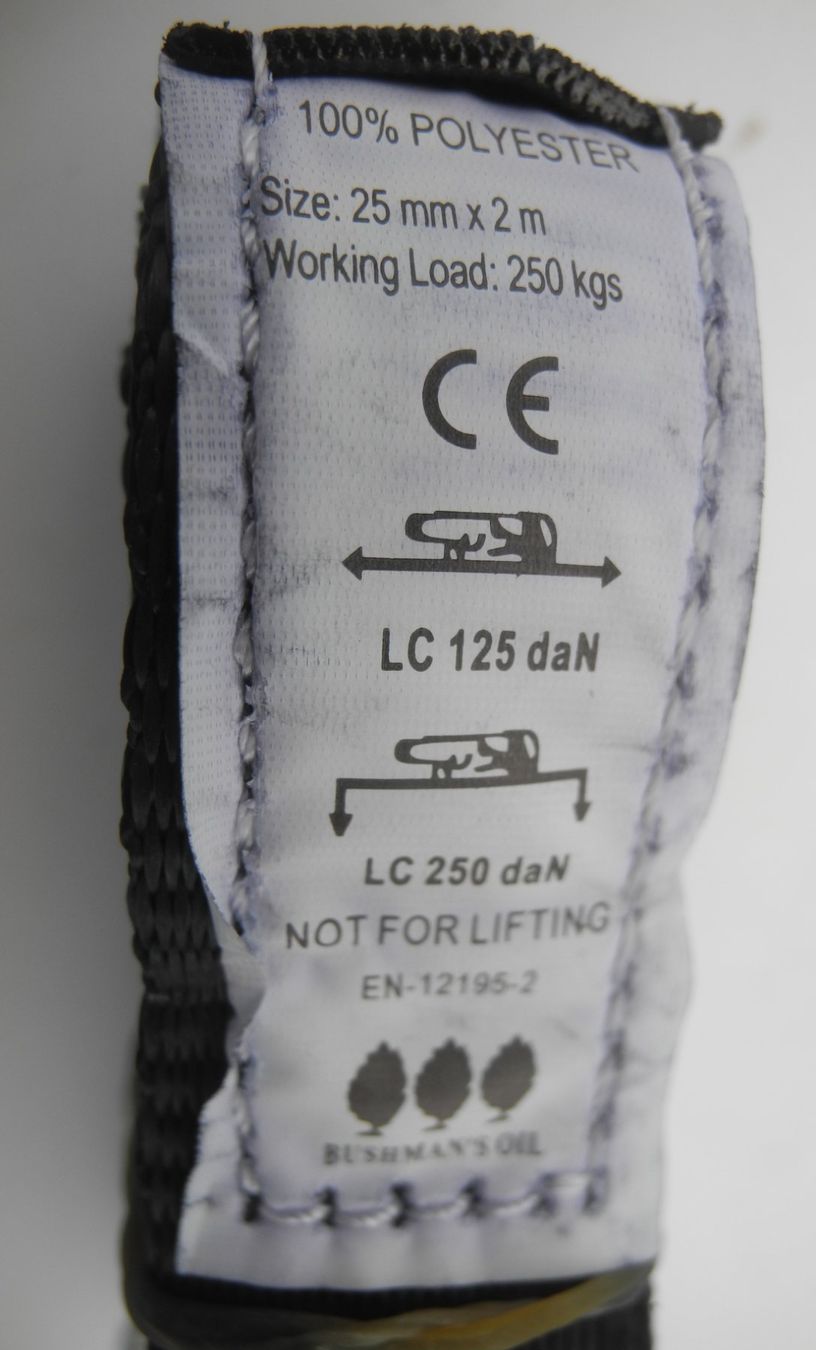 100% POLYESTER
Size: 25 mm x 2 m
Working Load: 250 kgs
CE
LC 125 daN
LC 250 daN
NOT FOR LIFTING
EN-12195-2
BUSHMAN'S OIL